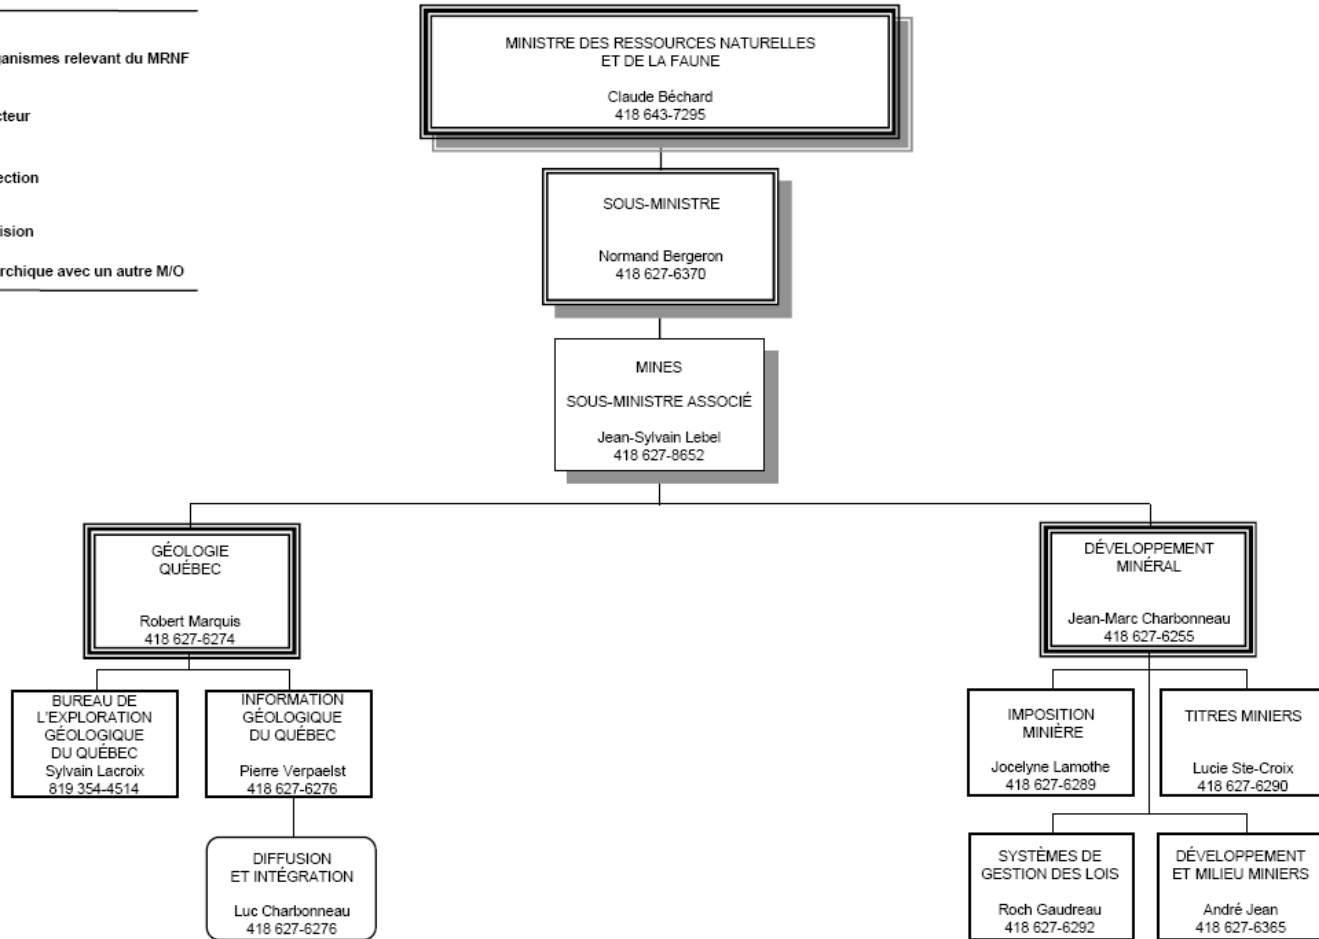 ganismes relevant du MRNF
cteur
ection
ision
rchique avec un autre M/O
MINISTRE DES RESSOURCES NATURELLES
ET DE LA FAUNE
Claude Béchard
418 643-7295
SOUS-MINISTRE
Normand Bergeron
418 627-6370
MINES
SOUS-MINISTRE ASSOCIÉ
Jean-Sylvain Lebel
418 627-8652
GÉOLOGIE
QUÉBEC
Robert Marquis
418 627-6274
BUREAU DE
L'EXPLORATION
GÉOLOGIQUE
DU QUÉBEC
Sylvain Lacroix
819 354-4514
INFORMATION
GÉOLOGIQUE
DU QUÉBEC
Pierre Verpaelst
418 627-6276
DIFFUSION
ET INTÉGRATION
Luc Charbonneau
418 627-6276
DÉVELOPPEMENT
MINÉRAL
Jean-Marc Charbonneau
418 627-6255
IMPOSITION
MINIÈRE
Jocelyne Lamothe
418 627-6289
TITRES MINIERS
Lucie Ste-Croix
418 627-6290
SYSTÈMES DE
GESTION DES LOIS
Roch Gaudreau
418 627-6292
DÉVELOPPEMENT
ET MILIEU MINIERS
André Jean
418 627-6365